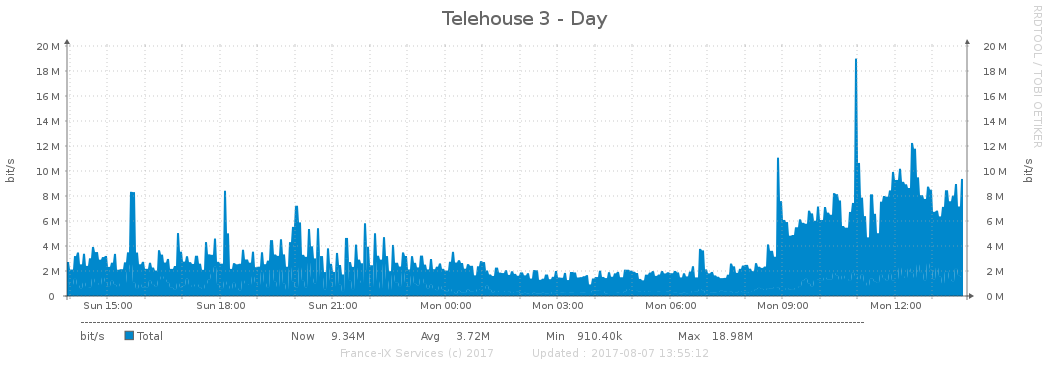 Telehouse 3 - Day
RRDTOOL / TOBI OETIKER
bit/s
bit/s
20 M
18 M
16 M
14 M
12 M
10 M
8 M
6 M
4 M
2 M
0
20 M
18 M
16 M
14 M
12 M
10 M
8 M
6 M
4 M
2 M
0 M
Sun 15:00 Sun 18:00 Sun 21:00 Mon 00:00 Mon 03:00 Mon 06:00 Mon 09:00 Mon 12:00
bit/s Total Now 9.34M Avg 3.72M Min 910.40k Max 18.98M
France-IX Services (c) 2017 Updated : 2017-08-07 13:55:12